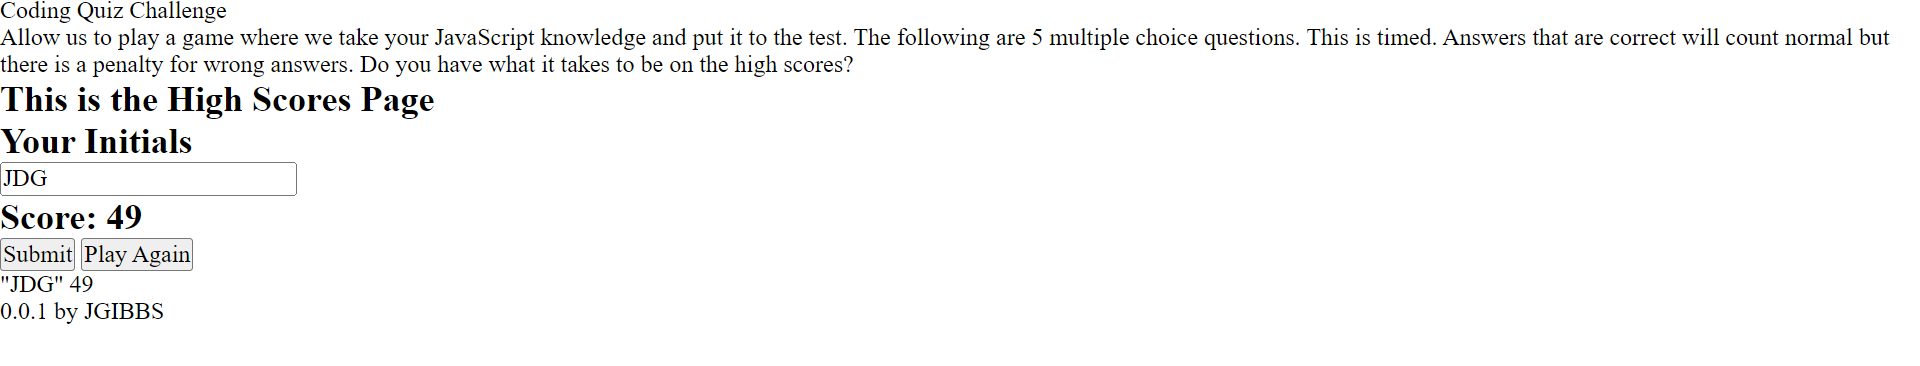 Coding Quiz Challenge
Allow us to play a game where we take your JavaScript knowledge and put it to the test. The following are 5 multiple choice questions. This is timed. Answers that are correct will count normal but
there is a penalty for wrong answers. Do you have what it takes to be on the high scores?
This is the High Scores Page
Your Initials
JDG
Score: 49
Submit Play Again
"JDG" 49
0.0.1 by JGIBBS